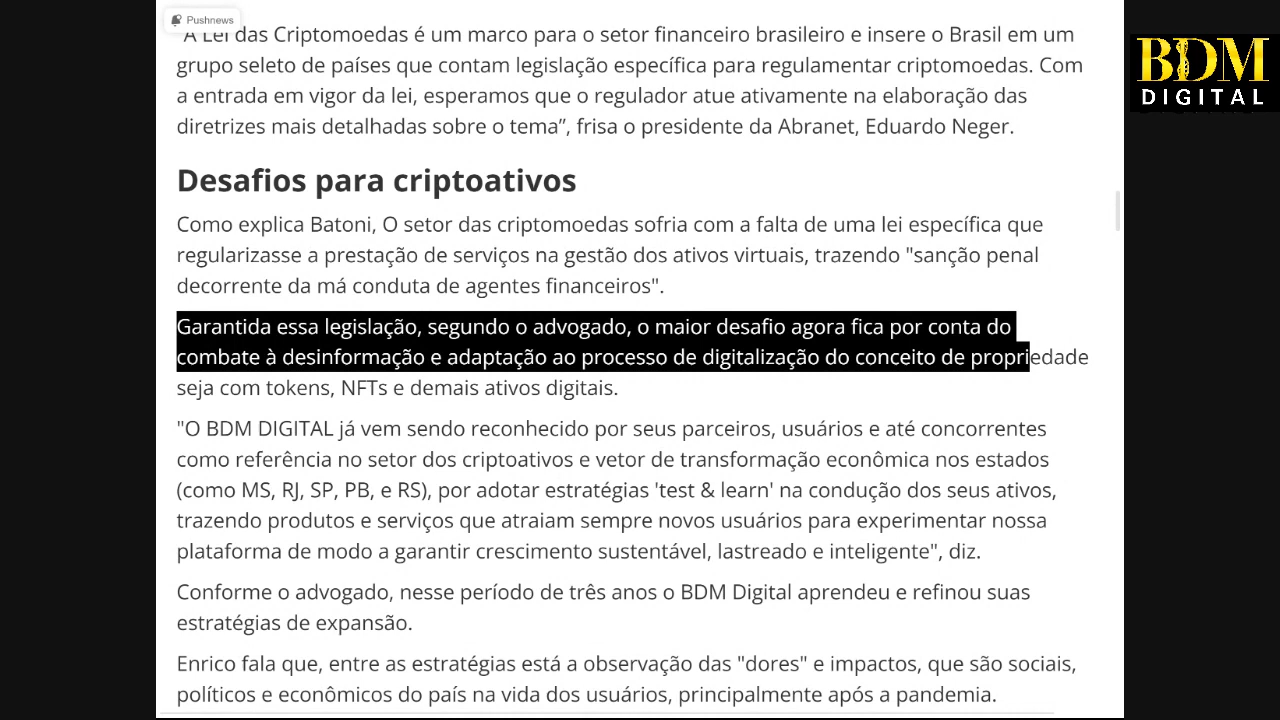 Pushnews
"A Lei das Criptomoedas é um marco para o setor financeiro brasileiro e insere o Brasil em um
grupo seleto de países que contam legislação específica para regulamentar criptomoedas. Com
a entrada em vigor da lei, esperamos que o regulador atue ativamente na elaboração das
diretrizes mais detalhadas sobre o tema”, frisa o presidente da Abranet, Eduardo Neger.
Desafios para criptoativos
Como explica Batoni, O setor das criptomoedas sofria com a falta de uma lei específica que
regularizasse a prestação de serviços na gestão dos ativos virtuais, trazendo "sanção penal
decorrente da má conduta de agentes financeiros".
Garantida essa legislação, segundo o advogado, o maior desafio agora fica por conta do
combate à desinformação e adaptação ao processo de digitalização do conceito de propriedade
seja com tokens, NFTs e demais ativos digitais.
"O BDM DIGITAL já vem sendo reconhecido por seus parceiros, usuários e até concorrentes
como referência no setor dos criptoativos e vetor de transformação econômica nos estados
(como MS, RJ, SP, PB, e RS), por adotar estratégias 'test & learn' na condução dos seus ativos,
trazendo produtos e serviços que atraiam sempre novos usuários para experimentar nossa
plataforma de modo a garantir crescimento sustentável, lastreado e inteligente", diz.
Conforme o advogado, nesse período de três anos o BDM Digital aprendeu e refinou suas
estratégias de expansão.
Enrico fala que, entre as estratégias está a observação das "dores" e impactos, que são sociais,
políticos e econômicos do país na vida dos usuários, principalmente após a pandemia.
BDM
DIGITAL